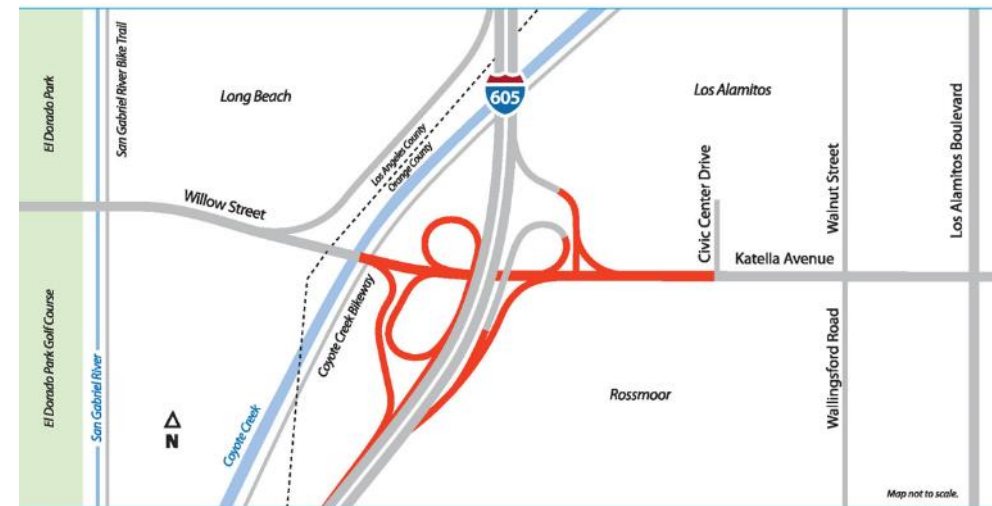 El Dorado Park
San Gabriel River Bike Trail
Long Beach
605
Los Alamitos
Los Angeles County
Orange County
Civic Center Drive
Walnut Street
Los Alamitos Boulevard
Willow Street
Katella Avenue
El Dorado Park Golf Course
San Gabriel River
Coyote Creek
Coyote Creek Bikeway
Wallingsford Road
Rossmoor
N
Map not to scale.